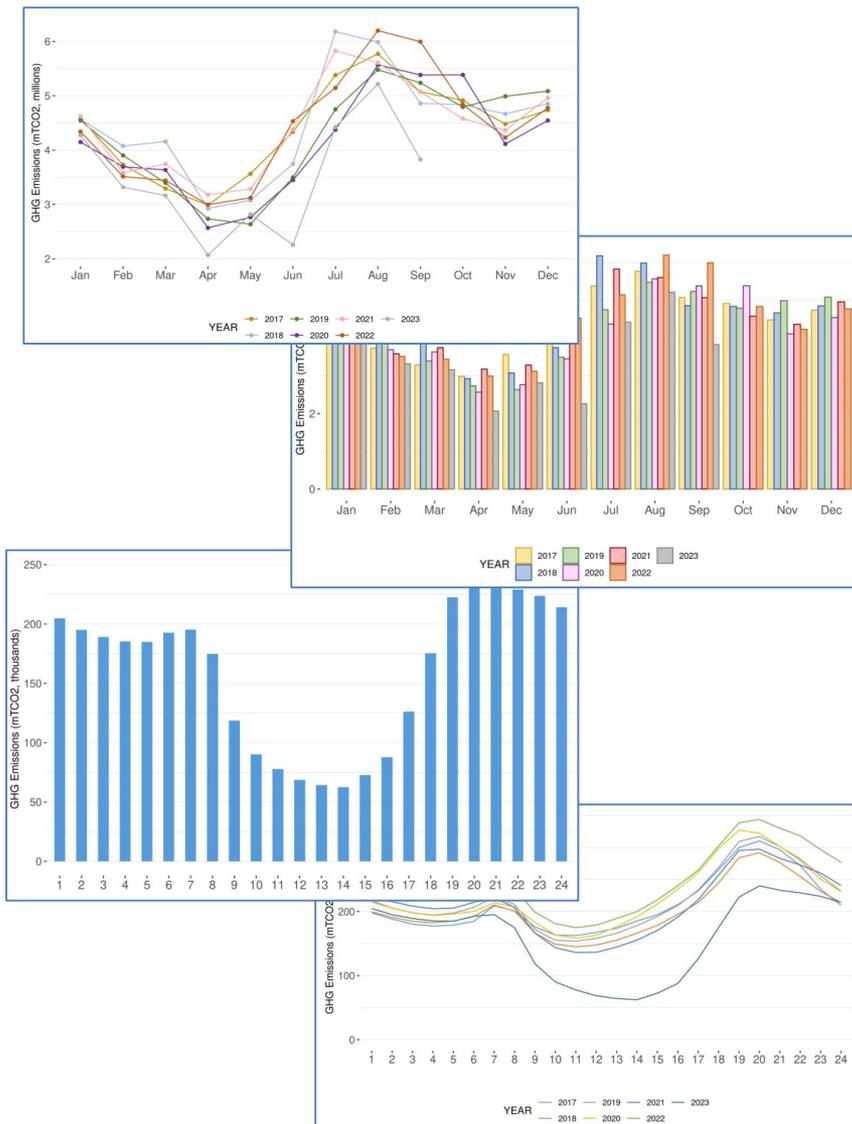 GHG Emissions (mTCO2, millions)
6
5
4
3
2
Jan Feb Mar Apr May Jun Jul Aug Sep Oct Nov Dec
YEAR
2017 2019 2021 2023
2018 2020 2022
GHG Emissions (mTCO
2
0
Jan Feb Mar Apr May Jun Jul Aug Sep Oct Nov Dec
YEAR
2017 2019 2021 2023
2018 2020 2022
GHG Emissions (mTCO2, thousands)
250
200
150
100
50
0
1 2 3 4 5 6 7 8 9 10 11 12 13 14 15 16 17 18 19 20 21 22 23 24
GHG Emissions (mTCO2
200
100
0
1 2 3 4 5 6 7 8 9 10 11 12 13 14 15 16 17 18 19 20 21 22 23 24
YEAR
2017 2019 2021 2023
2018 2020 2022